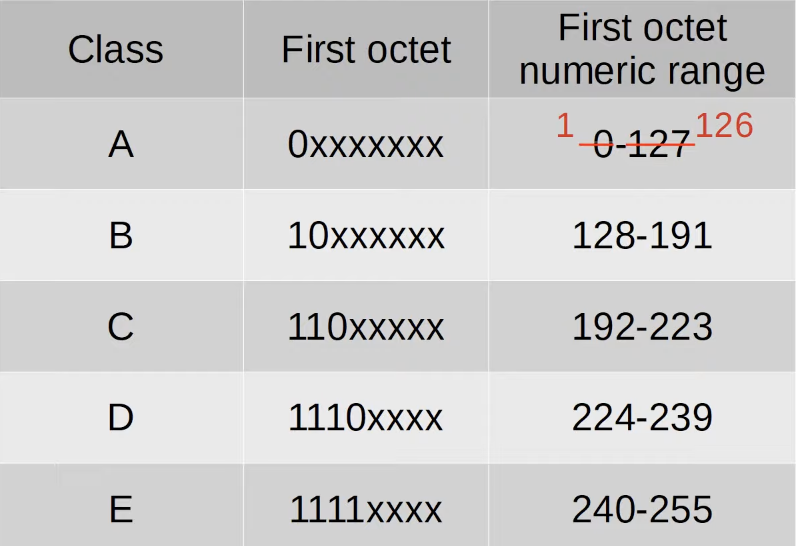 Class First octet First octet
numeric range
A 0xxxxxxx 1 0-127 126
B 10xxxxxx 128-191
C 110xxxxx 192-223
D 1110xxxx 224-239
E 1111xxxx 240-255